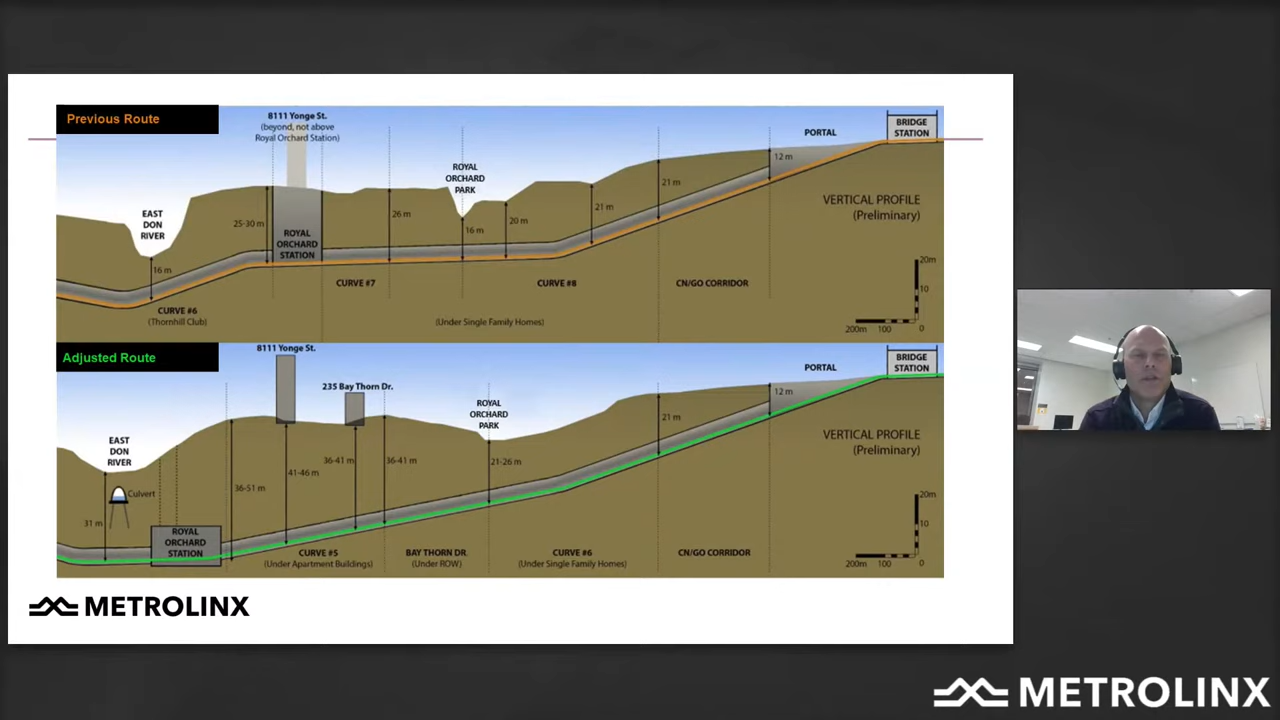 Previous Route
8111 Yonge St.
(beyond, not above
Royal Orchard Station)
PORTAL
BRIDGE
STATION
12 m
ROYAL
ORCHARD
PARK
21 m
VERTICAL PROFILE
(Preliminary)
EAST
DON
RIVER
25-30 m
26 m
20 m
21 m
16 m
ROYAL
ORCHARD
STATION
16 m
20m
10
CURVE #7
CURVE #8
CN/GO CORRIDOR
CURVE #6
(Thornhill Club)
(Under Single Family Homes)
200m 100 0
Adjusted Route
8111 Yonge St.
235 Bay Thorn Dr.
PORTAL
BRIDGE
STATION
12 m
ROYAL
ORCHARD
PARK
21 m
VERTICAL PROFILE
(Preliminary)
EAST
DON
RIVER
36-41 m
36-41 m
21-26 m
41-46 m
36-51 m
Culvert
31 m
20m
10
ROYAL
ORCHARD
STATION
CURVE #5
(Under Apartment Buildings)
BAY THORN DR.
(Under ROW)
CURVE #6
(Under Single Family Homes)
CN/GO CORRIDOR
200m 100 0
METROLINX
METROLINX